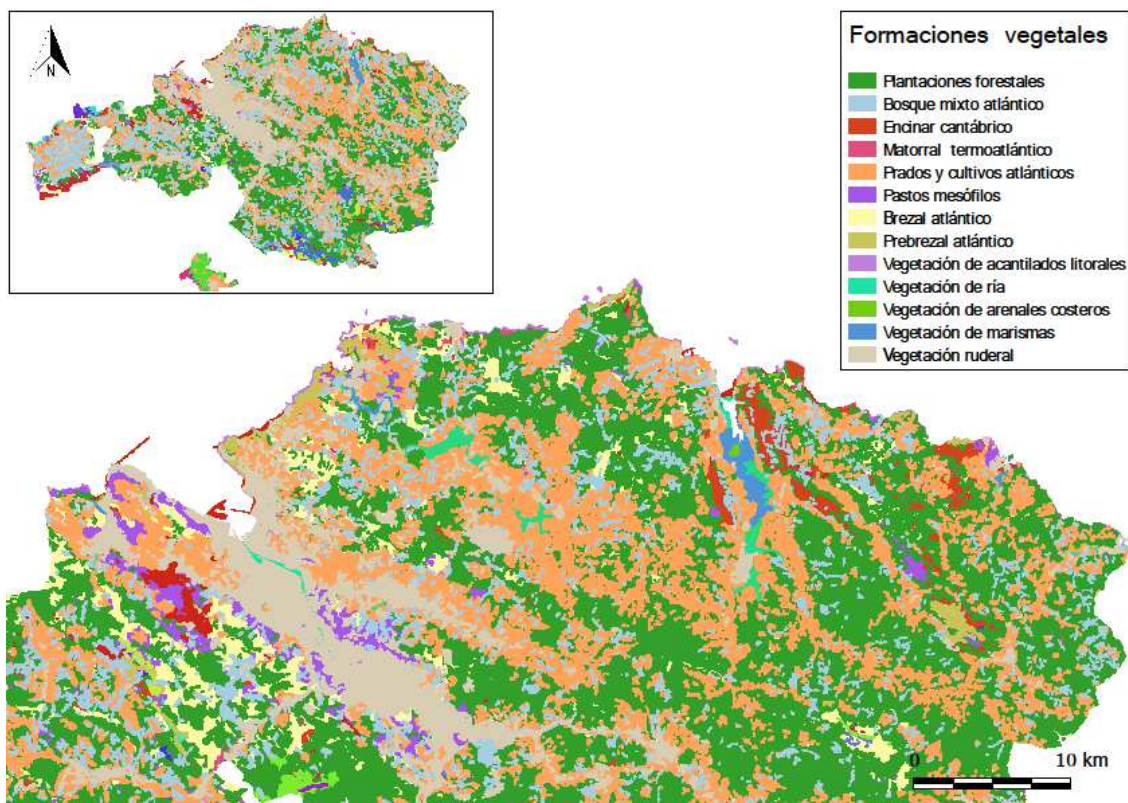 N
Formaciones vegetales
Plantaciones forestales
Bosque mixto atlántico
Encinar cantábrico
Matorral termoatlántico
Prados y cultivos atlánticos
Pastos mesófilos
Brezal atlántico
Prebrezal atlántico
Vegetación de acantilados litorales
Vegetación de ría
Vegetación de arenales costeros
Vegetación de marismas
Vegetación ruderal
0 10 km